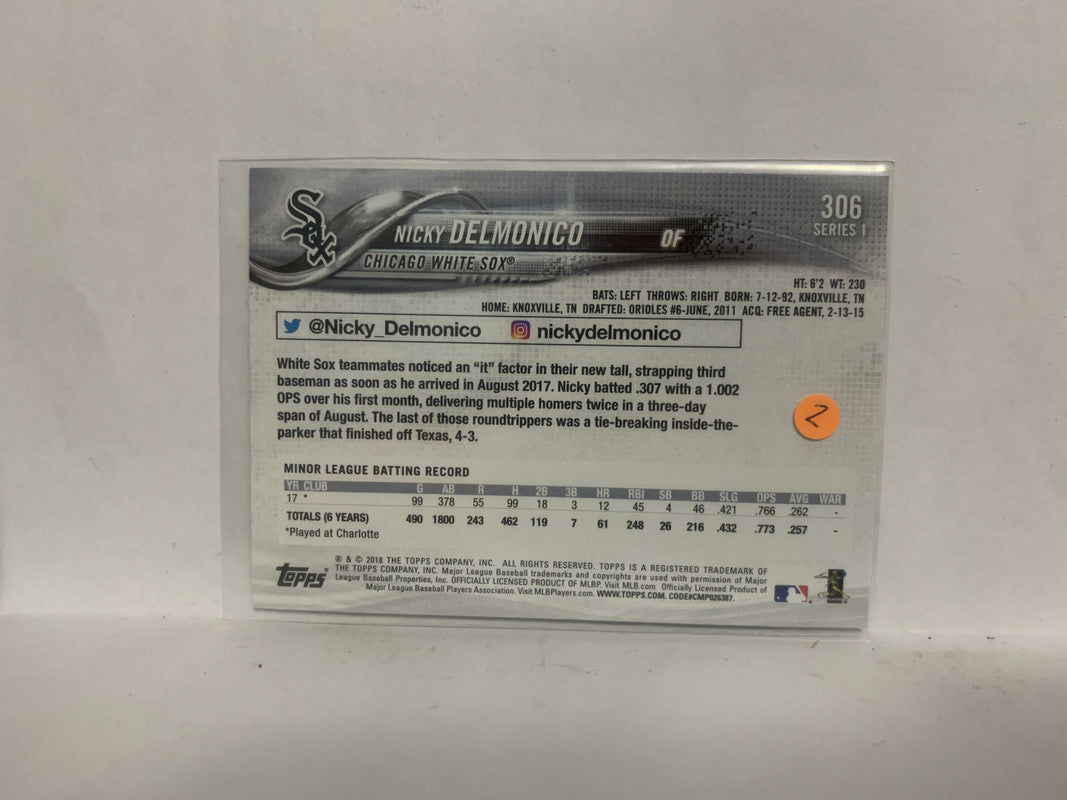 Sox
306
SERIES 1
NICKY DELMONICO OF
CHICAGO WHITE SOX®
HT: 6'2 WT: 230
BATS: LEFT THROWS: RIGHT BORN: 7-12-92, KNOXVILLE, TN
HOME: KNOXVILLE, TN DRAFTED: ORIOLES #6-JUNE, 2011 ACQ: FREE AGENT, 2-13-15
@Nicky_Delmonico nickydelmonico
White Sox teammates noticed an “it” factor in their new tall, strapping third
baseman as soon as he arrived in August 2017. Nicky batted .307 with a 1.002
OPS over his first month, delivering multiple homers twice in a three-day
span of August. The last of those roundtrippers was a tie-breaking inside-the-
parker that finished off Texas, 4-3.
2
MINOR LEAGUE BATTING RECORD
YR CLUB G AB R H 2B 3B HR RBI SB BB SLG OPS AVG WAR
17 * 99 378 55 99 18 3 12 45 4 46 .421 .766 .262 -
TOTALS (6 YEARS) 490 1800 243 462 119 7 61 248 26 216 .432 .773 .257 -
*Played at Charlotte
topps®
® & © 2018 THE TOPPS COMPANY, INC. ALL RIGHTS RESERVED. TOPPS IS A REGISTERED TRADEMARK OF
THE TOPPS COMPANY, INC. Major League Baseball trademarks and copyrights are used with permission of Major
League Baseball Properties, Inc. OFFICIALLY LICENSED PRODUCT OF MLBP. Visit MLB.com Officially Licensed Product of
Major League Baseball Players Association. Visit MLBPlayers.com. WWW.TOPPS.COM. CODE#CMP026387.